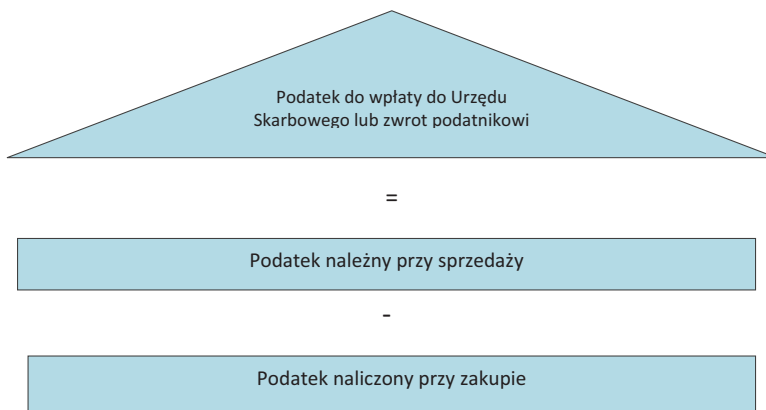 Podatek do wpłaty do Urzędu
Skarbowego lub zwrot podatnikowi
=
Podatek należny przy sprzedaży
-
Podatek naliczony przy zakupie